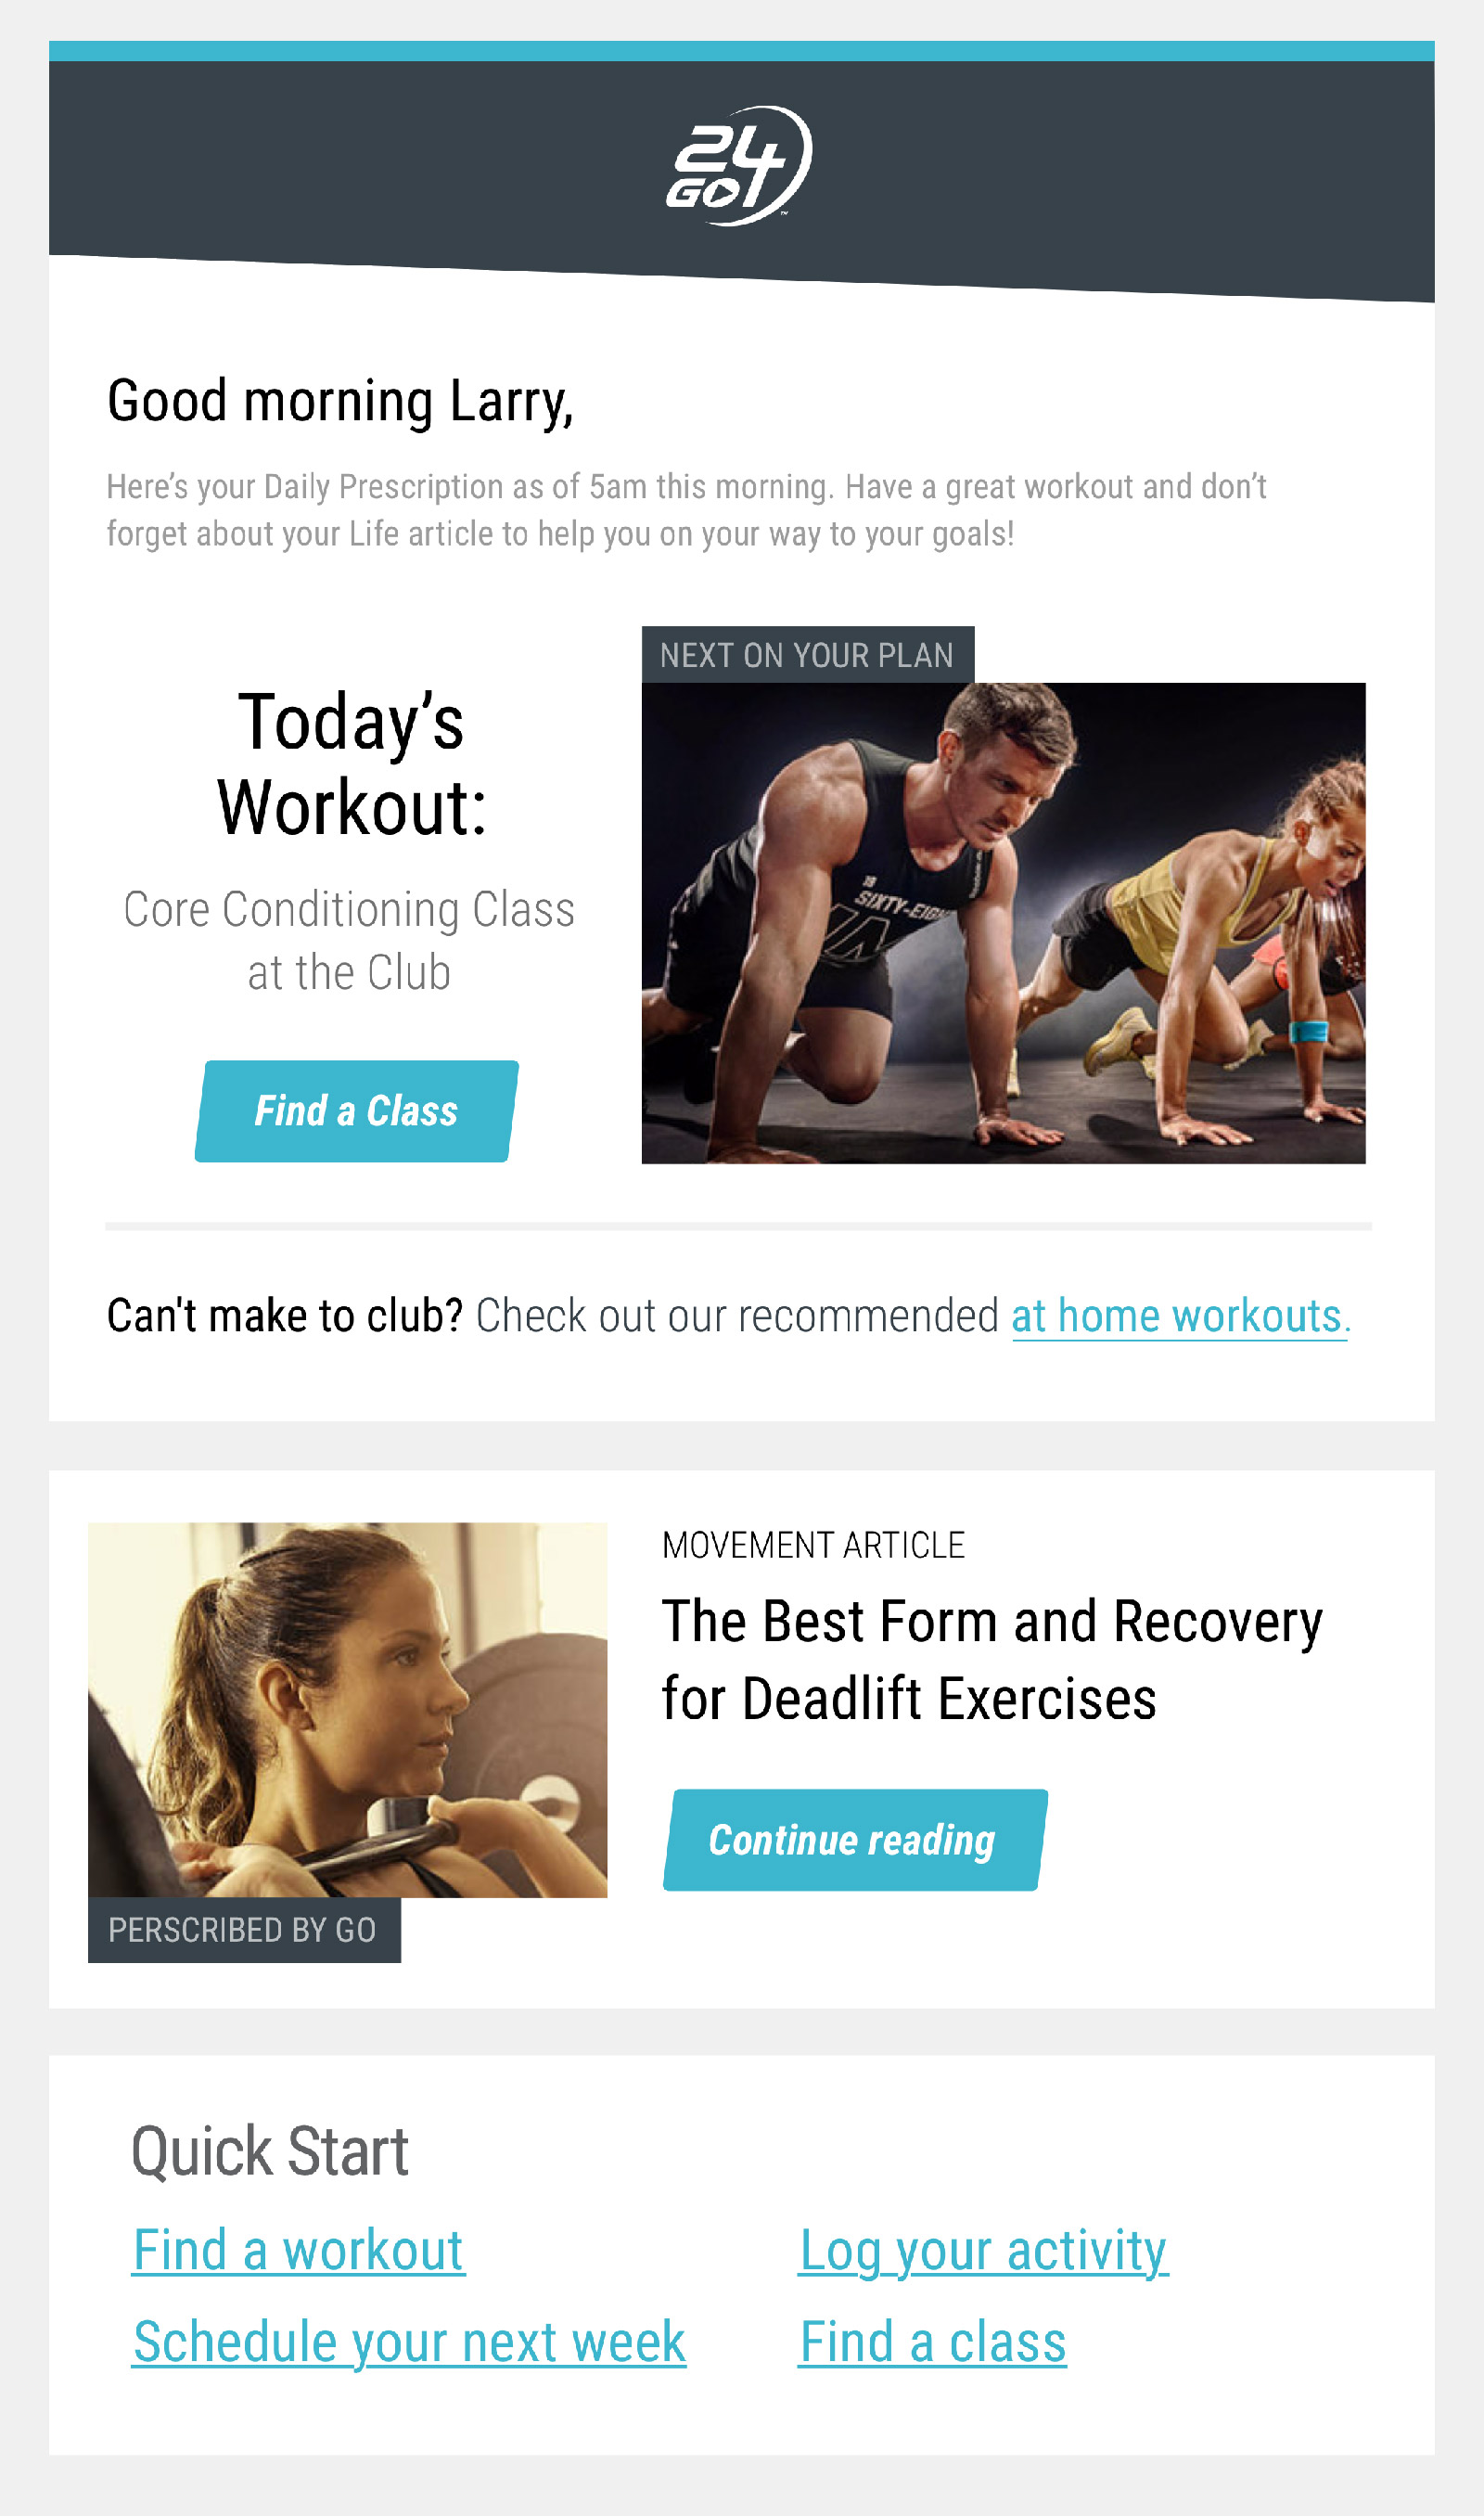 24
GO
TM
Good morning Larry,
Here’s your Daily Prescription as of 5am this morning. Have a great workout and don’t
forget about your Life article to help you on your way to your goals!
NEXT ON YOUR PLAN
Today’s
Workout:
Core Conditioning Class
at the Club
Find a Class
SIXTY-EIGH
Can't make to club? Check out our recommended at home workouts.
MOVEMENT ARTICLE
The Best Form and Recovery
for Deadlift Exercises
Continue reading
PERSCRIBED BY GO
Quick Start
Find a workout
Log your activity
Schedule your next week
Find a class